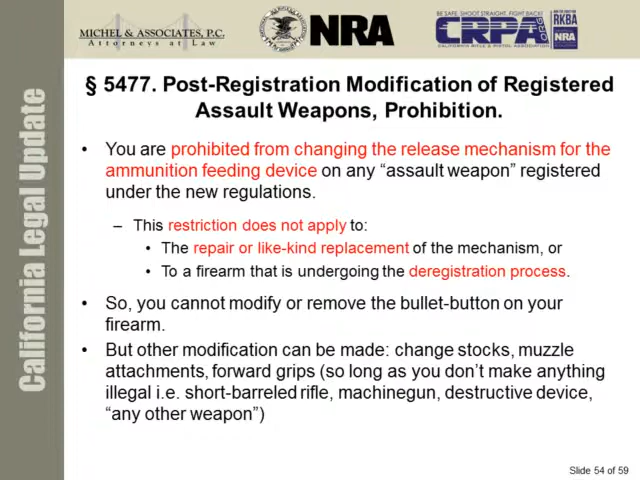 MICHEL & ASSOCIATES, P.C.
Attorneys at Law
NRA
BE SAFE, SHOOT STRAIGHT, FIGHT BACK!
CRPA.ORG
CALIFORNIA RIFLE & PISTOL ASSOCIATION
RKBA
NRA
California Legal Update
§ 5477. Post-Registration Modification of Registered
Assault Weapons, Prohibition.
• You are prohibited from changing the release mechanism for the
ammunition feeding device on any “assault weapon” registered
under the new regulations.
– This restriction does not apply to:
• The repair or like-kind replacement of the mechanism, or
• To a firearm that is undergoing the deregistration process.
• So, you cannot modify or remove the bullet-button on your
firearm.
• But other modification can be made: change stocks, muzzle
attachments, forward grips (so long as you don’t make anything
illegal i.e. short-barreled rifle, machinegun, destructive device,
“any other weapon”)
Slide 54 of 59